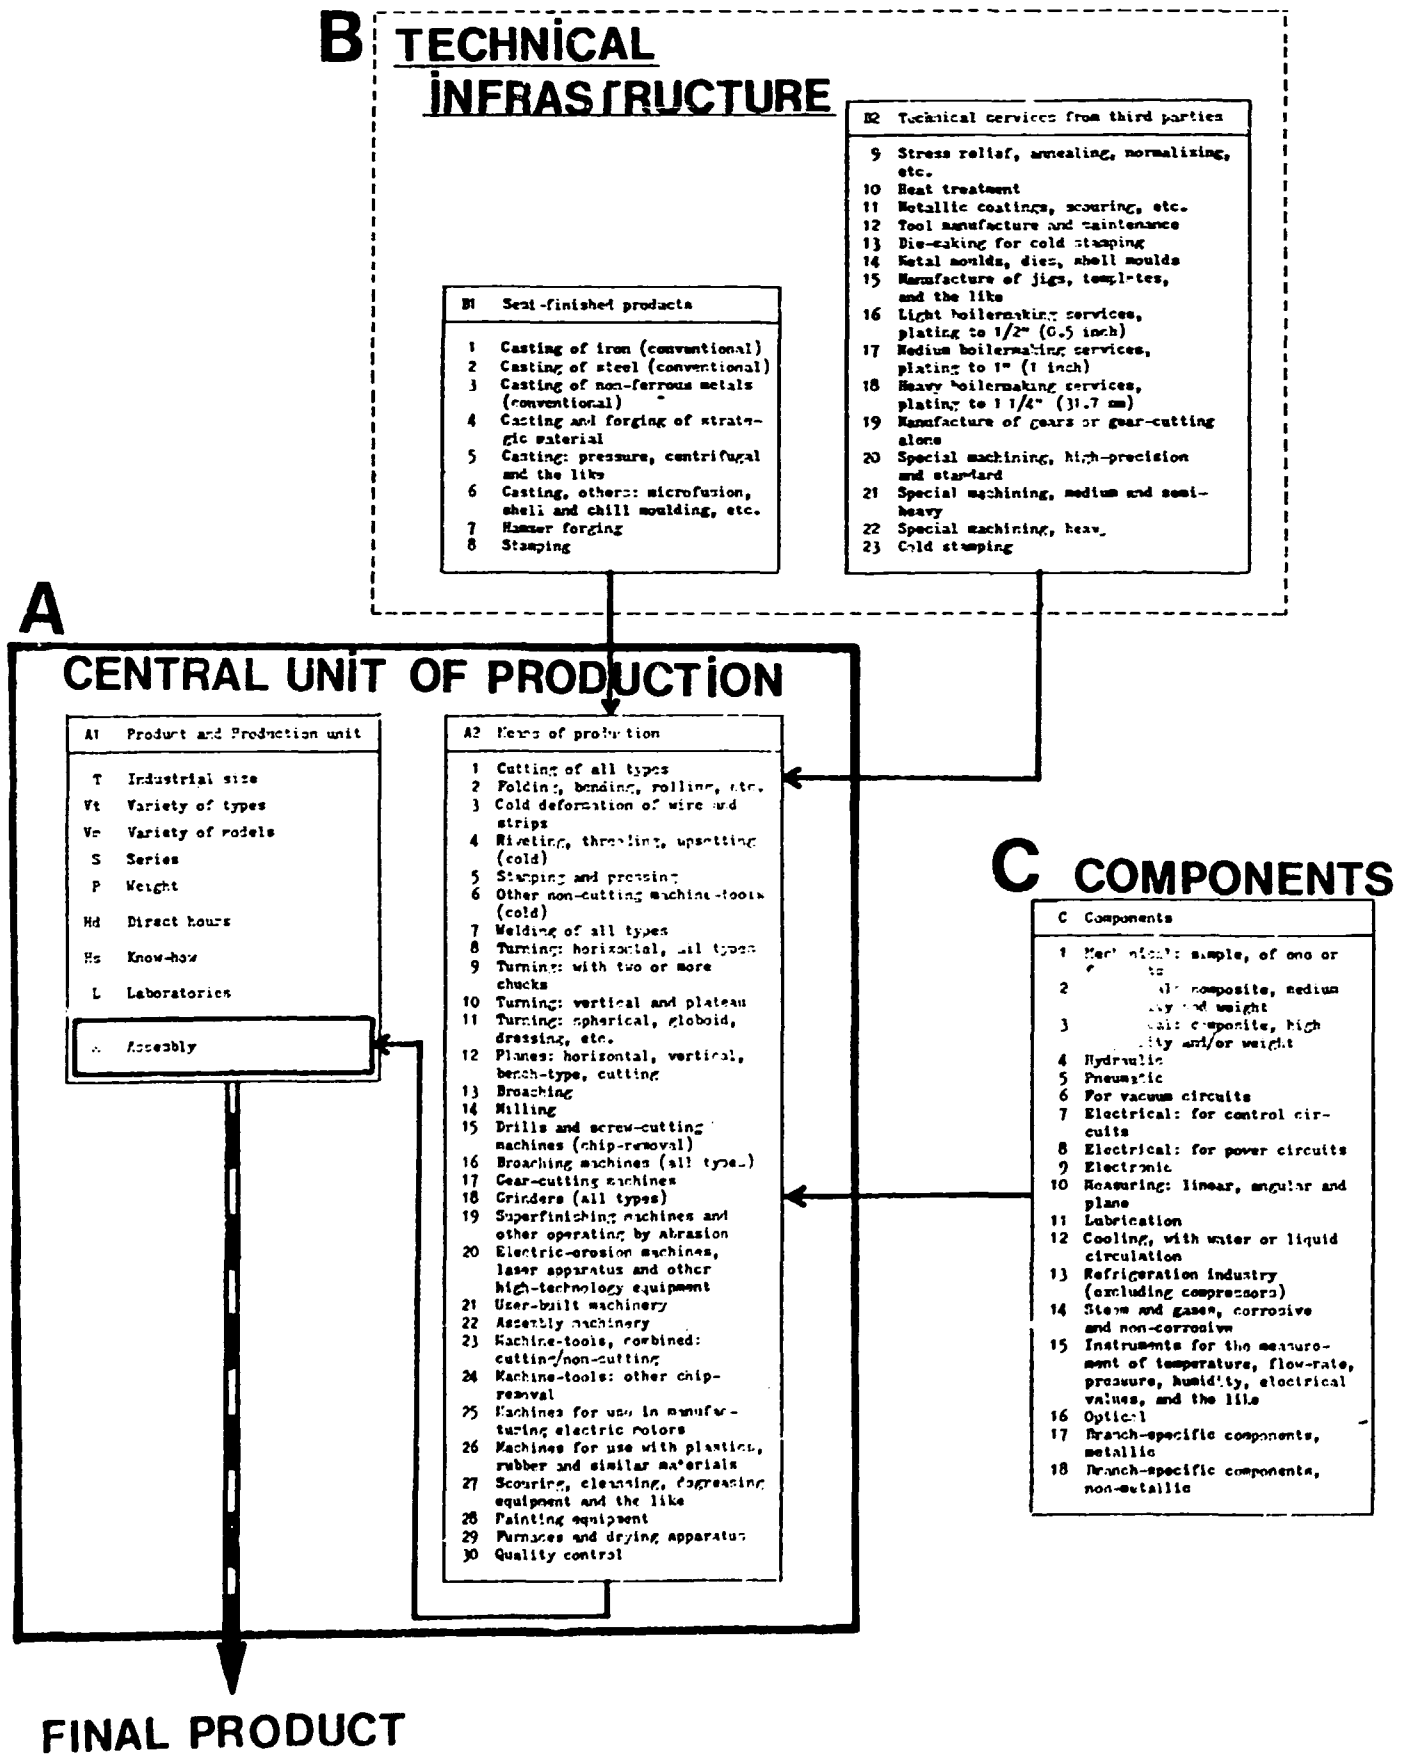 B TECHNICAL
INFRASTRUCTURE
B2 Technical services from third parties
9 Stress relief, annealing, normalizing,
etc.
10 Heat treatment
11 Metallic coatings, scouring, etc.
12 Tool manufacture and maintenance
13 Die-making for cold stamping
14 Metal moulds, dies, shell moulds
15 Manufacture of jigs, templates,
and the like
16 Light boilermaking services,
plating to 1/2" (0.5 inch)
17 Medium boilermaking services,
plating to 1" (1 inch)
18 Heavy boilermaking services,
plating to 1 1/4" (31.7 mm)
19 Manufacture of gears or gear-cutting
alone
20 Special machining, high-precision
and standard
21 Special machining, medium and semi-
heavy
22 Special machining, heavy
23 Cold stamping
B1 Semi-finished products
1 Casting of iron (conventional)
2 Casting of steel (conventional)
3 Casting of non-ferrous metals
(conventional)
4 Casting and forging of strate-
gic material
5 Casting: pressure, centrifugal
and the like
6 Casting, others: microfusion,
shell and chill moulding, etc.
7 Hammer forging
8 Stamping
A
CENTRAL UNIT OF PRODUCTION
A1 Product and Production unit
T Industrial size
Vt Variety of types
Vm Variety of models
S Series
P Weight
Hd Direct hours
Hs Know-how
L Laboratories
A Assembly
A2 Means of production
1 Cutting of all types
2 Folding, bending, rolling, etc.
3 Cold deformation of wire and
strips
4 Riveting, threading, upsetting
(cold)
5 Stamping and pressing
6 Other non-cutting machine-tools
(cold)
7 Welding of all types
8 Turning: horizontal, all types
9 Turning: with two or more
chucks
10 Turning: vertical and plateau
11 Turning: spherical, globoid,
dressing, etc.
12 Planes: horizontal, vertical,
bench-type, cutting
13 Broaching
14 Milling
15 Drills and screw-cutting
machines (chip-removal)
16 Broaching machines (all types)
17 Gear-cutting machines
18 Grinders (all types)
19 Superfinishing machines and
other operating by abrasion
20 Electric-erosion machines,
laser apparatus and other
high-technology equipment
21 User-built machinery
22 Assembly machinery
23 Machine-tools, combined:
cutting/non-cutting
24 Machine-tools: other chip-
removal
25 Machines for use in manufac-
turing electric motors
26 Machines for use with plastics,
rubber and similar materials
27 Scouring, cleansing, degreasing
equipment and the like
28 Painting equipment
29 Furnaces and drying apparatus
30 Quality control
C COMPONENTS
C Components
1 Mechanical: simple, of one or
2 composite, medium
and weight
3 composite, high
and/or weight
4 Hydraulic
5 Pneumatic
6 For vacuum circuits
7 Electrical: for control cir-
cuits
8 Electrical: for power circuits
9 Electronic
10 Measuring: linear, angular and
plane
11 Lubrication
12 Cooling, with water or liquid
circulation
13 Refrigeration industry
(excluding compressors)
14 Steam and gases, corrosive
and non-corrosive
15 Instruments for the measure-
ment of temperature, flow-rate,
pressure, humidity, electrical
values, and the like
16 Optical
17 Branch-specific components,
metallic
18 Branch-specific components,
non-metallic
FINAL PRODUCT